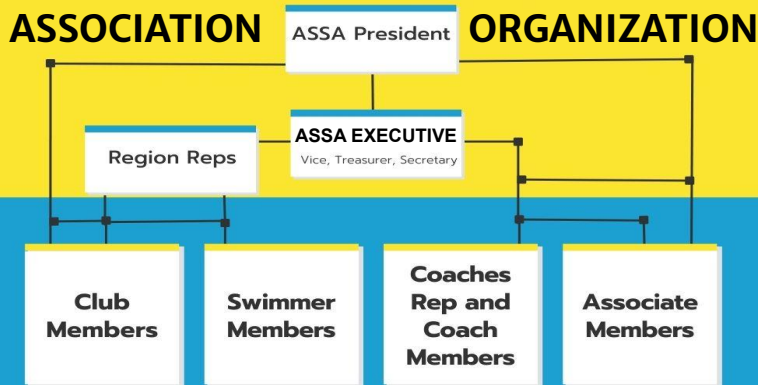 ASSOCIATION
ASSA President
ORGANIZATION
ASSA EXECUTIVE
Vice, Treasurer, Secretary
Region Reps
Club
Members
Swimmer
Members
Coaches
Rep and
Coach
Members
Associate
Members